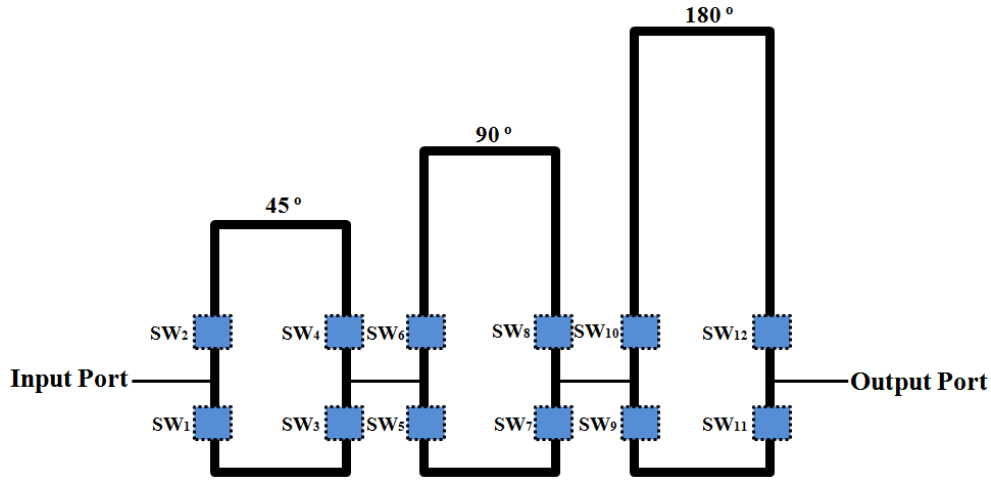 180 º
90 º
45 º
SW₂ SW₄ SW₆ SW₈ SW₁₀ SW₁₂
Input Port Output Port
SW₁ SW₃ SW₅ SW₇ SW₉ SW₁₁